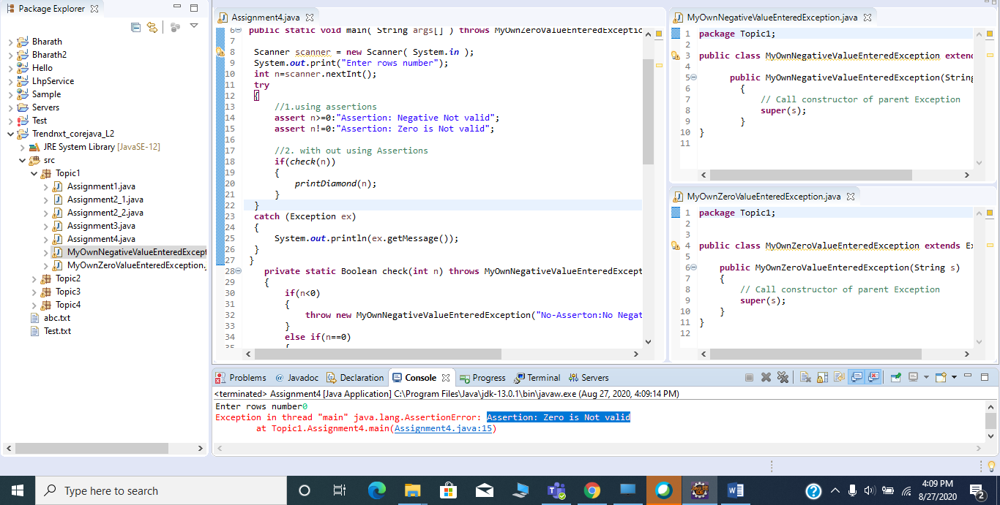 Package Explorer
Bharath
Bharath2
Hello
LhpService
Sample
Servers
Test
Trendnxt_corejava_L2
JRE System Library [JavaSE-12]
src
Topic1
Assignment1.java
Assignment2_1.java
Assignment2_2.java
Assignment3.java
Assignment4.java
MyOwnNegativeValueEnteredExcept
MyOwnZeroValueEnteredException.
Topic2
Topic3
Topic4
abc.txt
Test.txt
Assignment4.java
6 public static void main( String args[] ) throws MyOwnZeroValueEnteredExceptic
7
8 Scanner scanner = new Scanner( System.in );
9 System.out.print("Enter rows number");
10 int n=scanner.nextInt();
11 try
12 {
13 //1.using assertions
14 assert n>=0:"Assertion: Negative Not valid";
15 assert n!=0:"Assertion: Zero is Not valid";
16
17 //2. with out using Assertions
18 if(check(n))
19 {
20 printDiamond(n);
21 }
22 }
23 catch (Exception ex)
24 {
25 System.out.println(ex.getMessage());
26 }
27 }
28 private static Boolean check(int n) throws MyOwnNegativeValueEnteredExcept
29 {
30 if(n<0)
31 {
32 throw new MyOwnNegativeValueEnteredException("No-Asserton:No Negat
33 }
34 else if(n==0)
35 {
MyOwnNegativeValueEnteredException.java
1 package Topic1;
2
3 public class MyOwnNegativeValueEnteredException extend
4
5 public MyOwnNegativeValueEnteredException(String
6 {
7 // Call constructor of parent Exception
8 super(s);
9 }
10 }
11
MyOwnZeroValueEnteredException.java
1 package Topic1;
2
3
4 public class MyOwnZeroValueEnteredException extends Ex
5
6 public MyOwnZeroValueEnteredException(String s)
7 {
8 // Call constructor of parent Exception
9 super(s);
10 }
11 }
12
Problems @ Javadoc Declaration Console Progress Terminal Servers
<terminated> Assignment4 [Java Application] C:\Program Files\Java\jdk-13.0.1\bin\javaw.exe (Aug 27, 2020, 4:09:14 PM)
Enter rows number0
Exception in thread "main" java.lang.AssertionError: Assertion: Zero is Not valid
at Topic1.Assignment4.main(Assignment4.java:15)
Type here to search
4:09 PM
8/27/2020
2